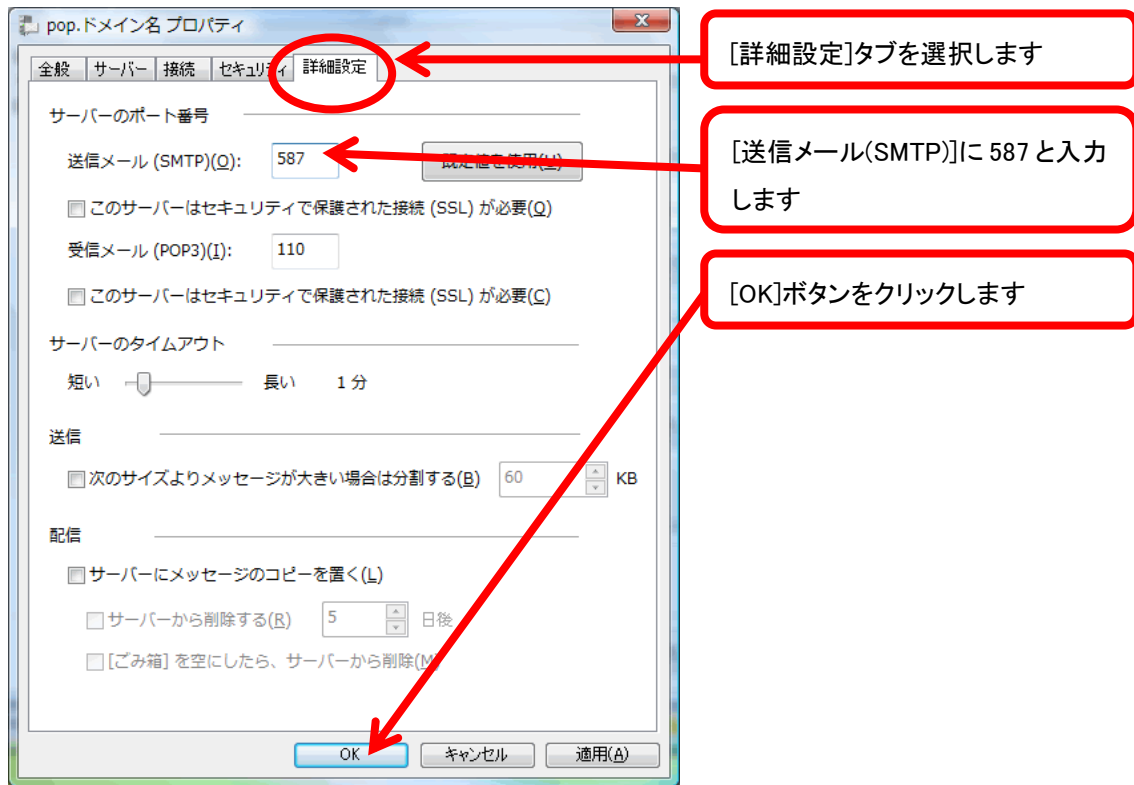 pop.ドメイン名 プロパティ
全般 サーバー 接続 セキュリティ 詳細設定
[詳細設定]タブを選択します
サーバーのポート番号
送信メール (SMTP)(O): 587 既定値を使用(U)
[送信メール(SMTP)]に 587 と入力
します
このサーバーはセキュリティで保護された接続 (SSL) が必要(Q)
受信メール (POP3)(I): 110
このサーバーはセキュリティで保護された接続 (SSL) が必要(C)
[OK]ボタンをクリックします
サーバーのタイムアウト
短い 長い 1 分
送信
次のサイズよりメッセージが大きい場合は分割する(B) 60 KB
配信
サーバーにメッセージのコピーを置く(L)
サーバーから削除する(R) 5 日後
[ごみ箱] を空にしたら、サーバーから削除(M)
OK キャンセル 適用(A)